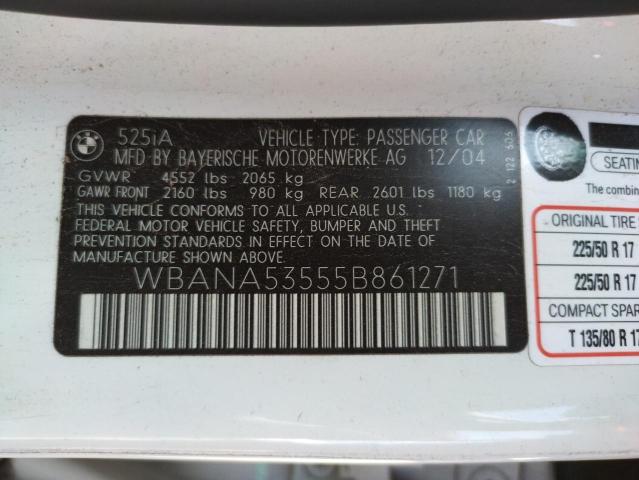 525iA VEHICLE TYPE: PASSENGER CAR
MFD BY BAYERISCHE MOTORENWERKE AG 12/04
GVWR 4552 lbs 2065 kg
GAWR FRONT 2160 lbs 980 kg REAR 2601 lbs 1180 kg
THIS VEHICLE CONFORMS TO ALL APPLICABLE U.S.
FEDERAL MOTOR VEHICLE SAFETY, BUMPER AND THEFT
PREVENTION STANDARDS IN EFFECT ON THE DATE OF
MANUFACTURE SHOWN ABOVE.
WBANA53555B861271
2 122 606
SEATIN
The combine
ORIGINAL TIRE
225/50 R 17
225/50 R 17
COMPACT SPAR
T 135/80 R 17